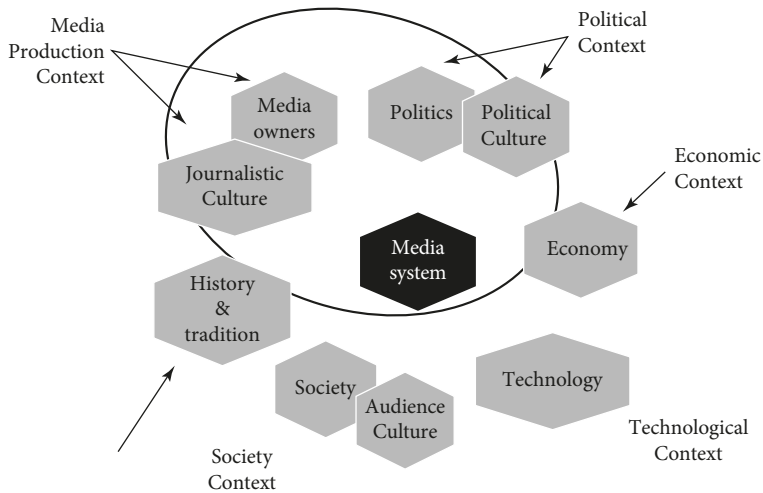 Media
Production
Context
Political
Context
Media
owners
Politics
Political
Culture
Journalistic
Culture
Economic
Context
Media
system
Economy
History
&
tradition
Society
Audience
Culture
Technology
Society
Context
Technological
Context